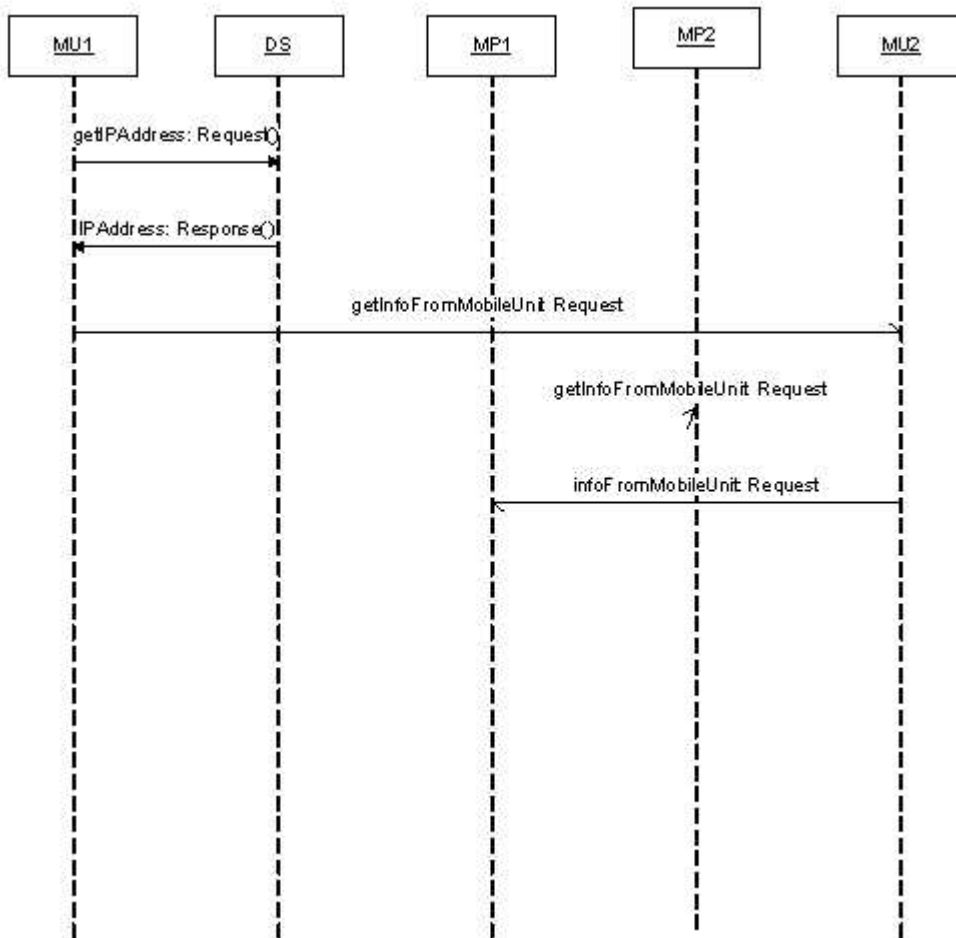 MU1
DS
MP1
MP2
MU2
getIPAddress: Request()
IPAddress: Response()
getInfoFromMobileUnit Request
getInfoFromMobileUnit Request
infoFromMobileUnit Request